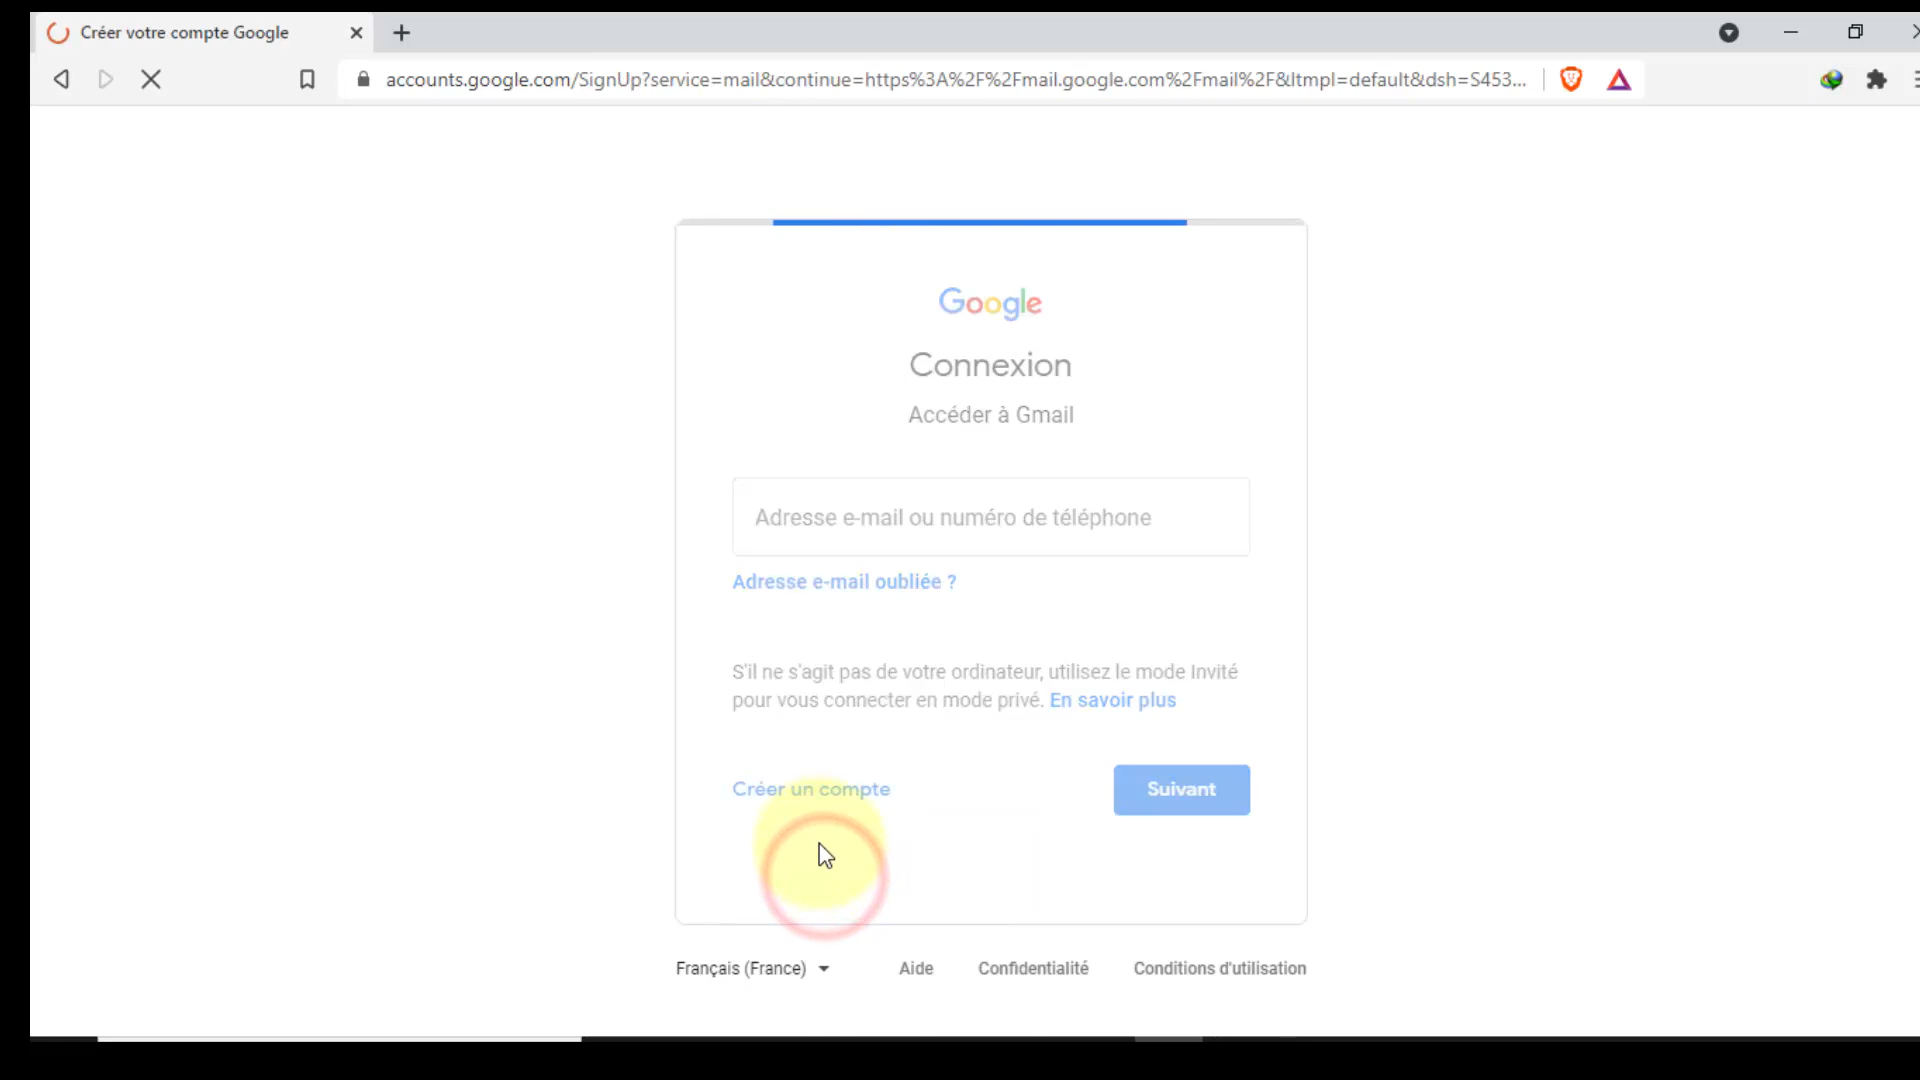 Créer votre compte Google
accounts.google.com/SignUp?service=mail&continue=https%3A%2F%2Fmail.google.com%2Fmail%2F&ltmpl=default&dsh=S453...
Google
Connexion
Accéder à Gmail
Adresse e-mail ou numéro de téléphone
Adresse e-mail oubliée ?
S'il ne s'agit pas de votre ordinateur, utilisez le mode Invité
pour vous connecter en mode privé. En savoir plus
Créer un compte
Suivant
Français (France)
Aide
Confidentialité
Conditions d'utilisation